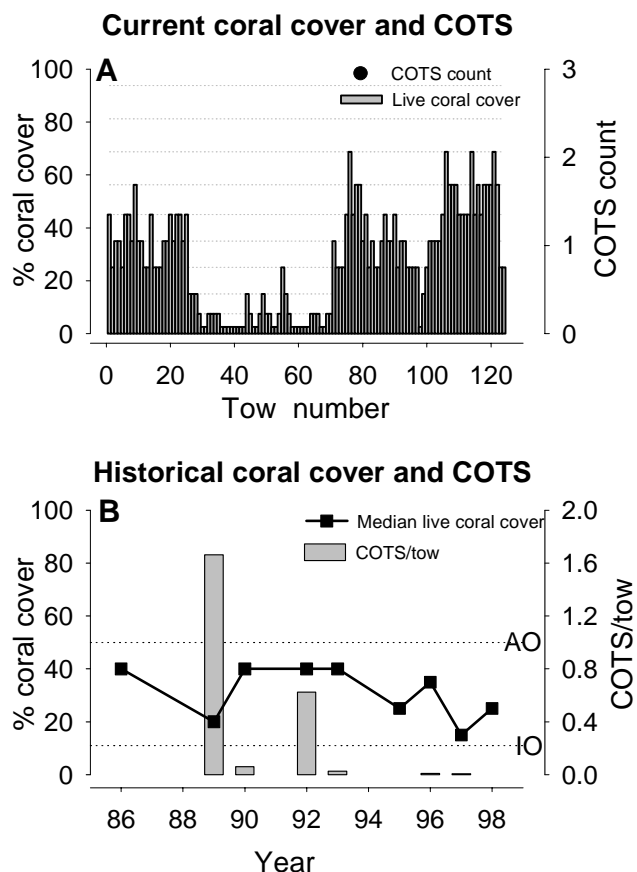 Current coral cover and COTS
A
COTS count
Live coral cover
% coral cover
100
80
60
40
20
0
COTS count
3
2
1
0
0 20 40 60 80 100 120
Tow number
Historical coral cover and COTS
B
Median live coral cover
COTS/tow
% coral cover
100
80
60
40
20
0
COTS/tow
2.0
1.6
1.2
0.8
0.4
0.0
AO
IO
86 88 90 92 94 96 98
Year